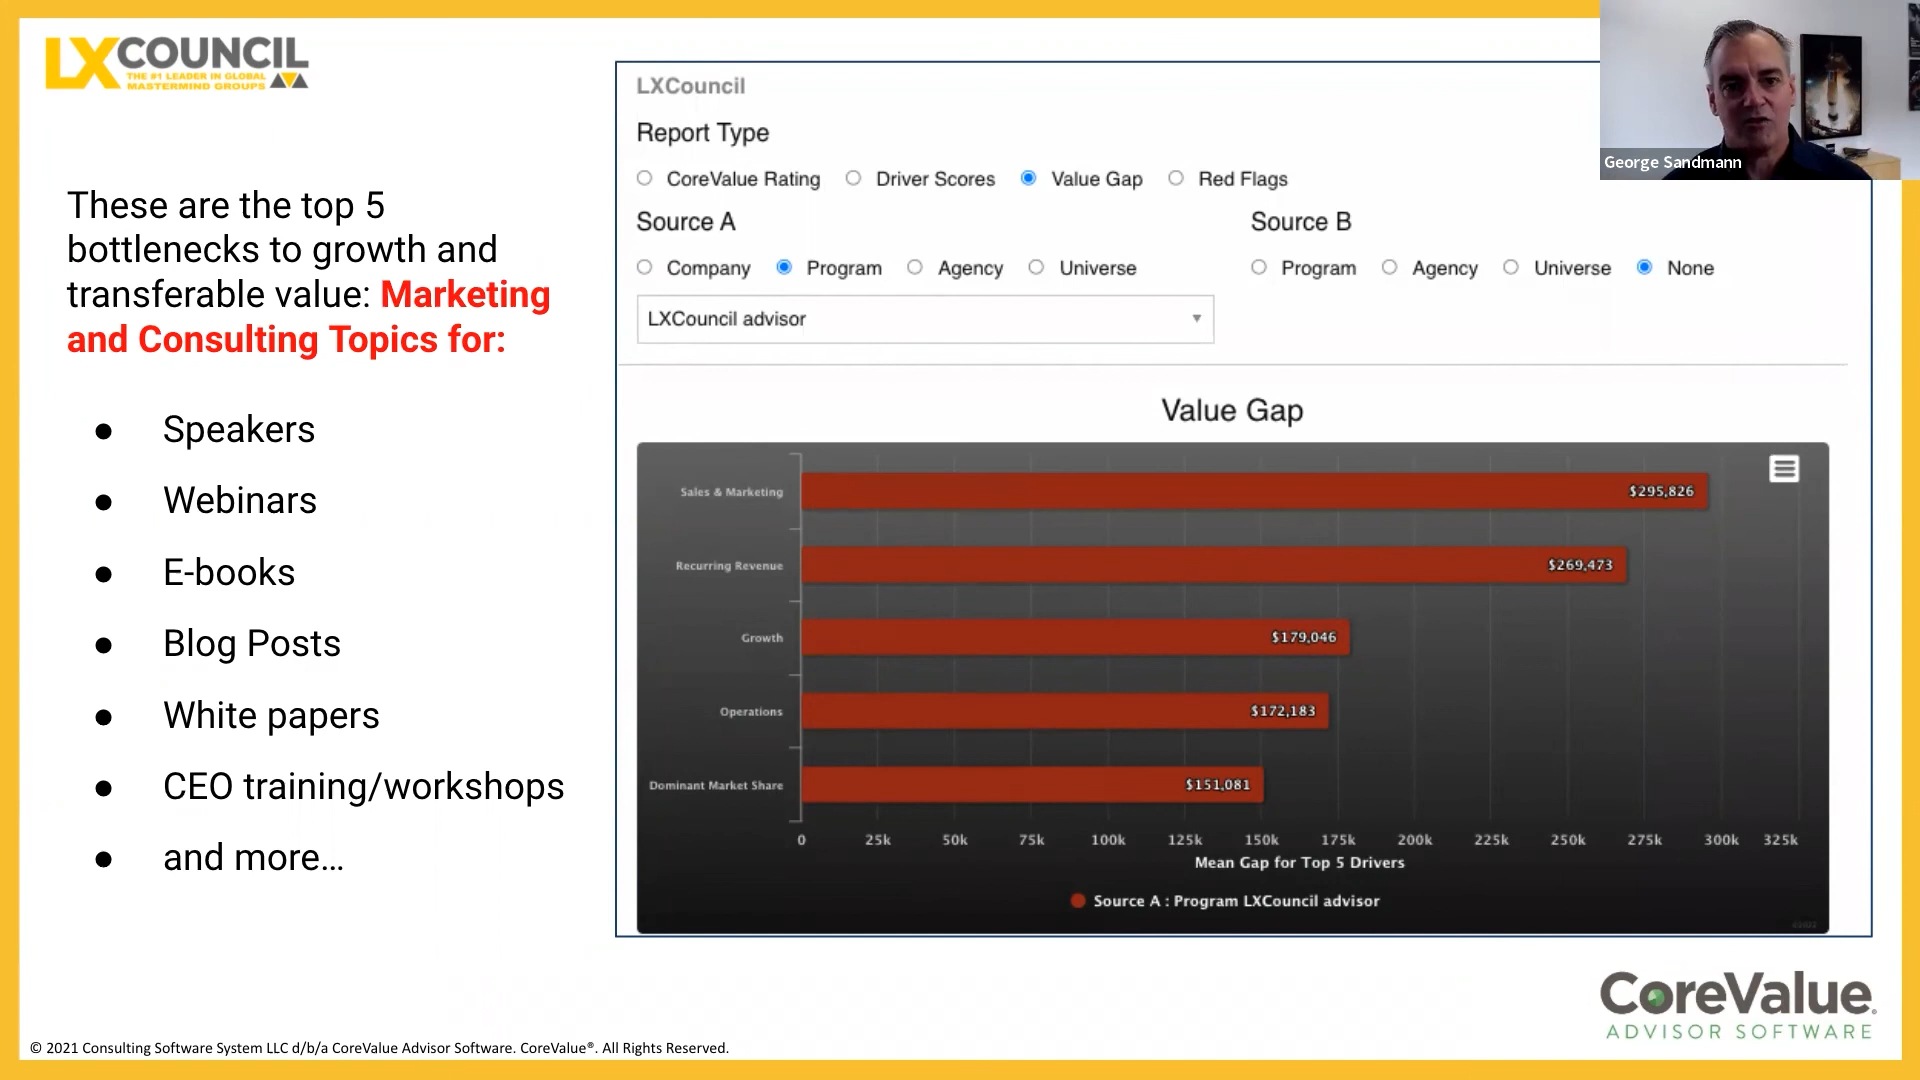 LXCOUNCIL
THE #1 LEADER IN GLOBAL
MASTERMIND GROUPS
These are the top 5
bottlenecks to growth and
transferable value: Marketing
and Consulting Topics for:
● Speakers
● Webinars
● E-books
● Blog Posts
● White papers
● CEO training/workshops
● and more...
LXCouncil
Report Type
CoreValue Rating Driver Scores Value Gap Red Flags
Source A Source B
Company Program Agency Universe Program Agency Universe None
LXCouncil advisor
Value Gap
Sales & Marketing $295,826
Recurring Revenue $269,473
Growth $179,046
Operations $172,183
Dominant Market Share $151,081
0 25k 50k 75k 100k 125k 150k 175k 200k 225k 250k 275k 300k 325k
Mean Gap for Top 5 Drivers
Source A : Program LXCouncil advisor
George Sandmann
CoreValue®
ADVISOR SOFTWARE
© 2021 Consulting Software System LLC d/b/a CoreValue Advisor Software. CoreValue®. All Rights Reserved.